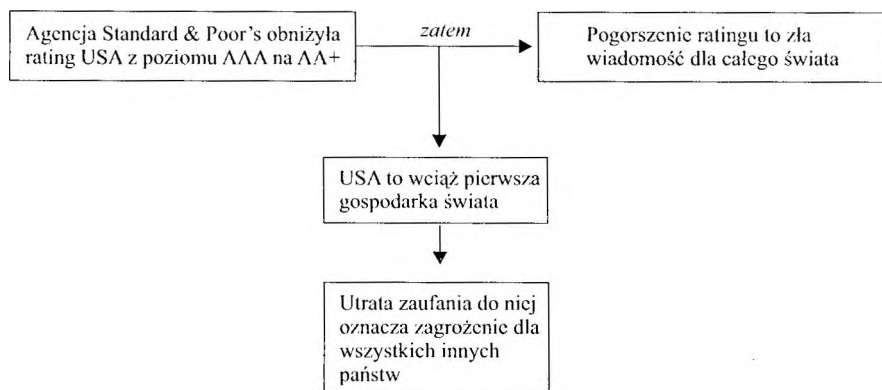 Agencja Standard & Poor's obniżyła
rating USA z poziomu AAA na AA+
zatem
Pogorszenie ratingu to zła
wiadomość dla całego świata
USA to wciąż pierwsza
gospodarka świata
Utrata zaufania do niej
oznacza zagrożenie dla
wszystkich innych
państw